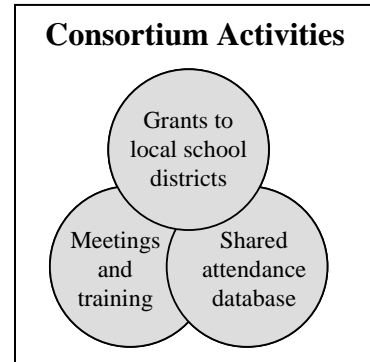 Consortium Activities
Grants to
local school
districts
Meetings
and
training
Shared
attendance
database